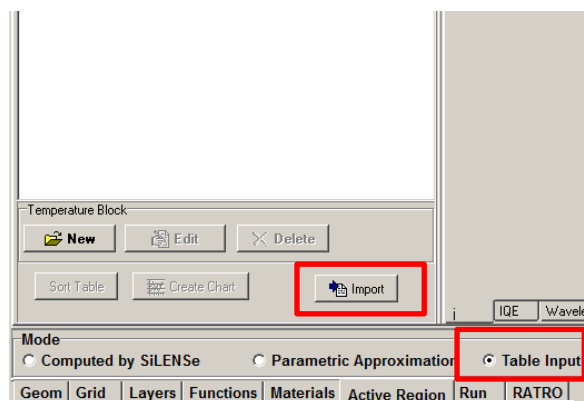 Temperature Block
New Edit Delete
Sort Table Create Chart Import
i IQE
Mode
Computed by SiLENSe Parametric Approximation Table Input
Geom Grid Layers Functions Materials Active Region Run RATRO